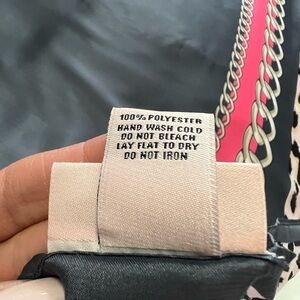 100% POLYESTER
HAND WASH COLD
DO NOT BLEACH
LAY FLAT TO DRY
DO NOT IRON